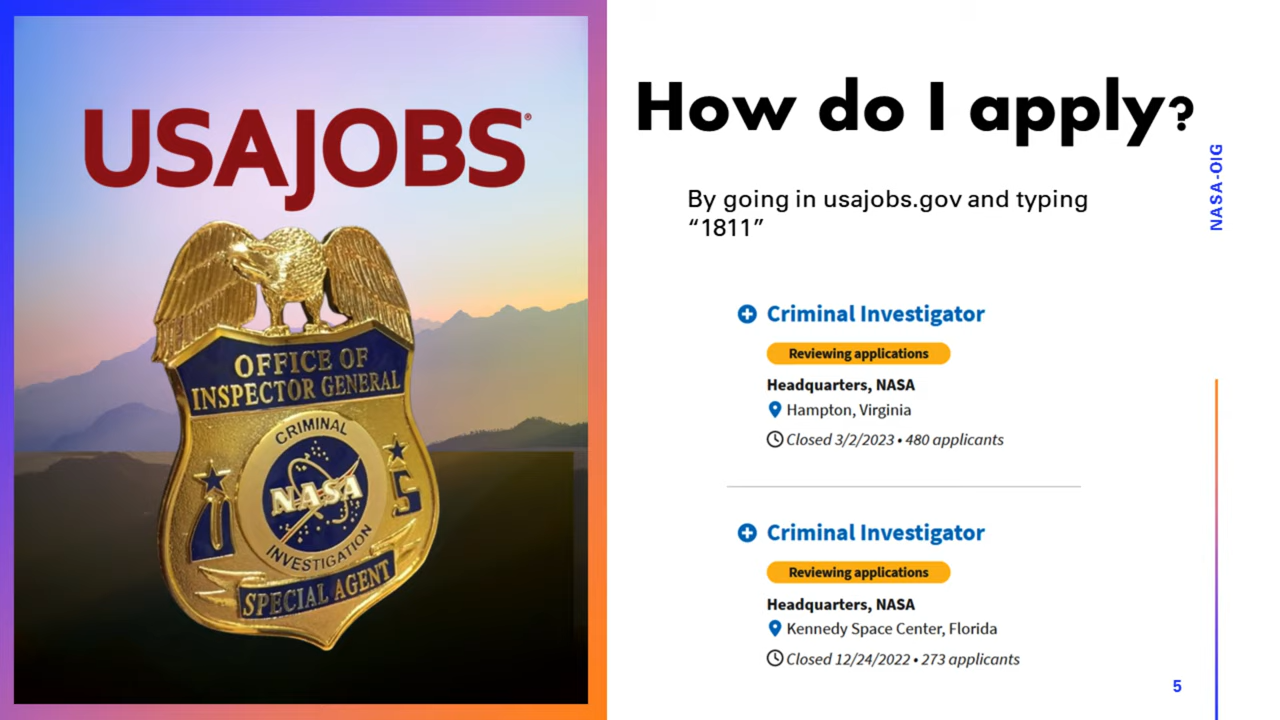 USAJOBS®
OFFICE OF
INSPECTOR GENERAL
CRIMINAL
NASA
INVESTIGATION
U S
SPECIAL AGENT
How do I apply?
By going in usajobs.gov and typing
“1811”
NASA-OIG
Criminal Investigator
Reviewing applications
Headquarters, NASA
Hampton, Virginia
Closed 3/2/2023 • 480 applicants
Criminal Investigator
Reviewing applications
Headquarters, NASA
Kennedy Space Center, Florida
Closed 12/24/2022 • 273 applicants
5